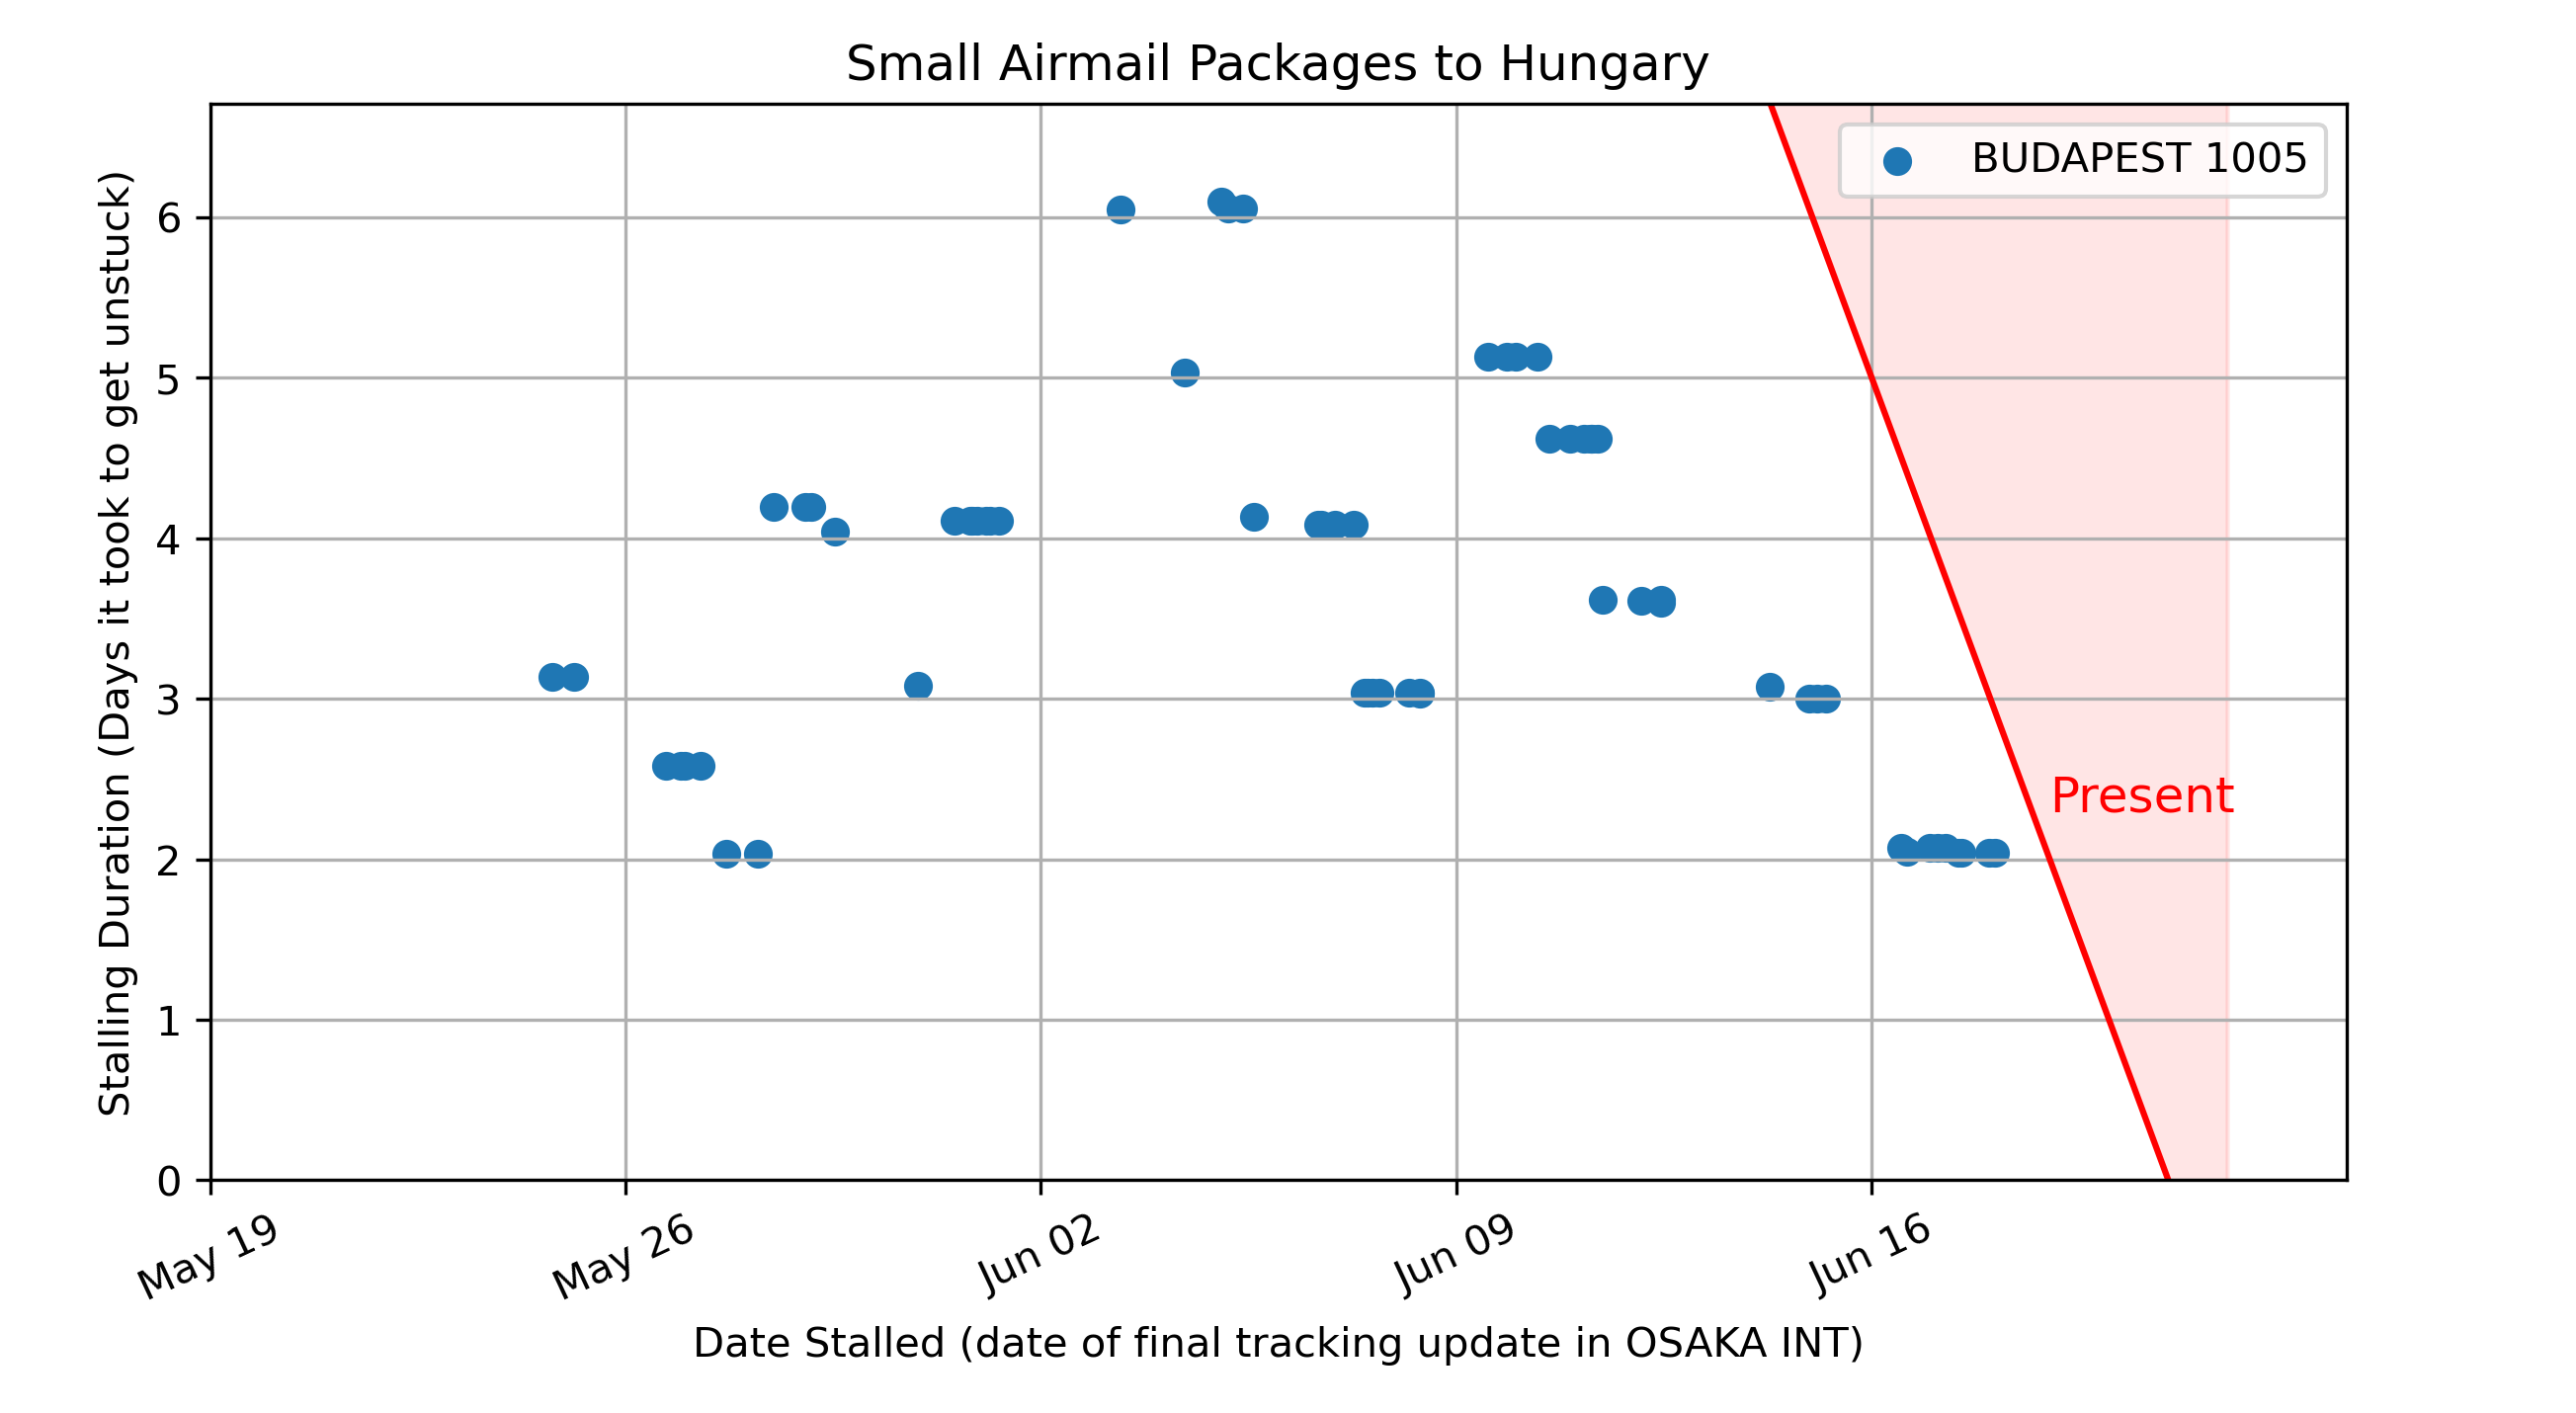 Small Airmail Packages to Hungary
BUDAPEST 1005
Stalling Duration (Days it took to get unstuck)
6
5
4
3
2
1
0
Present
May 19
May 26
Jun 02
Jun 09
Jun 16
Date Stalled (date of final tracking update in OSAKA INT)